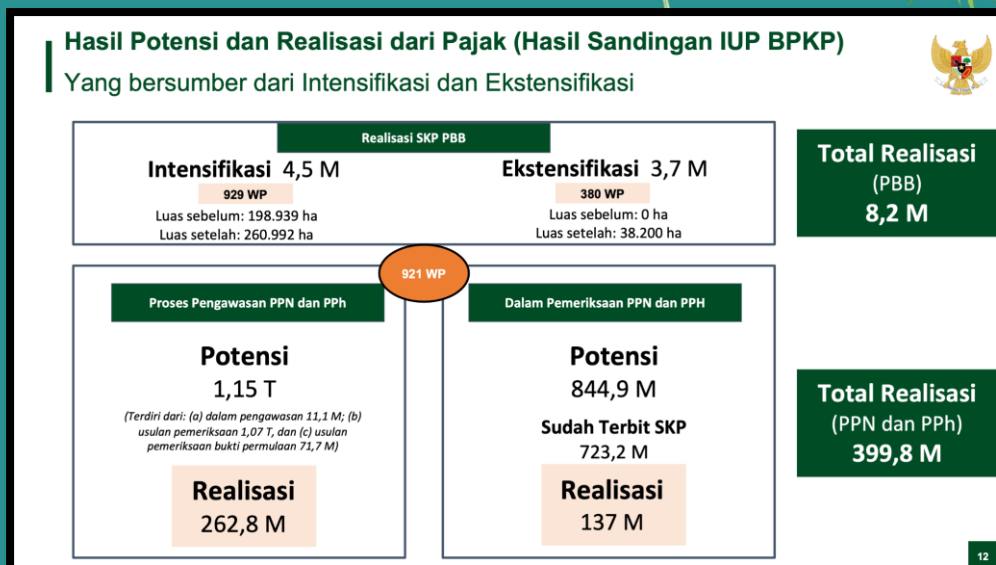 Hasil Potensi dan Realisasi dari Pajak (Hasil Sandingan IUP BPKP)
Yang bersumber dari Intensifikasi dan Ekstensifikasi
Realisasi SKP PBB
Intensifikasi 4,5 M
929 WP
Luas sebelum: 198.939 ha
Luas setelah: 260.992 ha
Ekstensifikasi 3,7 M
380 WP
Luas sebelum: 0 ha
Luas setelah: 38.200 ha
Total Realisasi
(PBB)
8,2 M
921 WP
Proses Pengawasan PPN dan PPh
Potensi
1,15 T
(Terdiri dari: (a) dalam pengawasan 11,1 M; (b)
usulan pemeriksaan 1,07 T, dan (c) usulan
pemeriksaan bukti permulaan 71,7 M)
Realisasi
262,8 M
Dalam Pemeriksaan PPN dan PPH
Potensi
844,9 M
Sudah Terbit SKP
723,2 M
Realisasi
137 M
Total Realisasi
(PPN dan PPh)
399,8 M
12